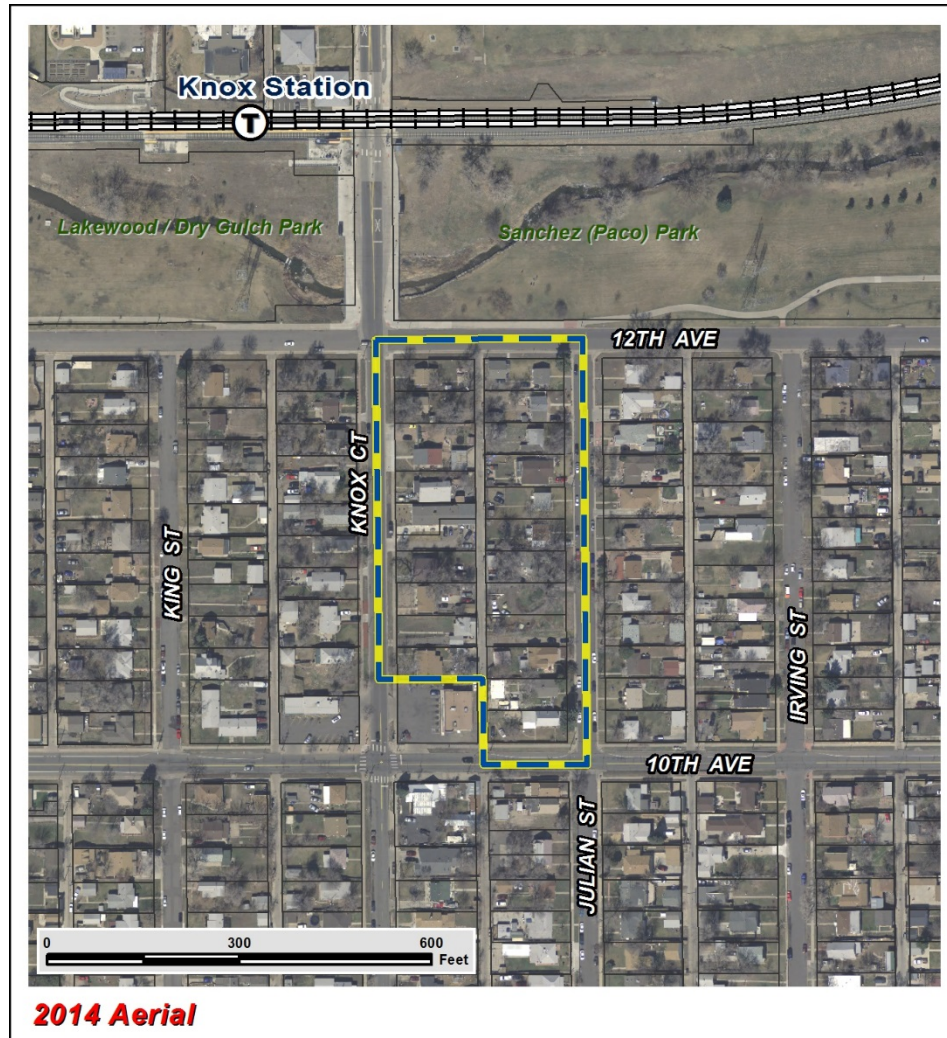 Knox Station
T
Lakewood / Dry Gulch Park
Sanchez (Paco) Park
12TH AVE
KNOX CT
KING ST
IRVING ST
10TH AVE
JULIAN ST
0 300 600
Feet
2014 Aerial